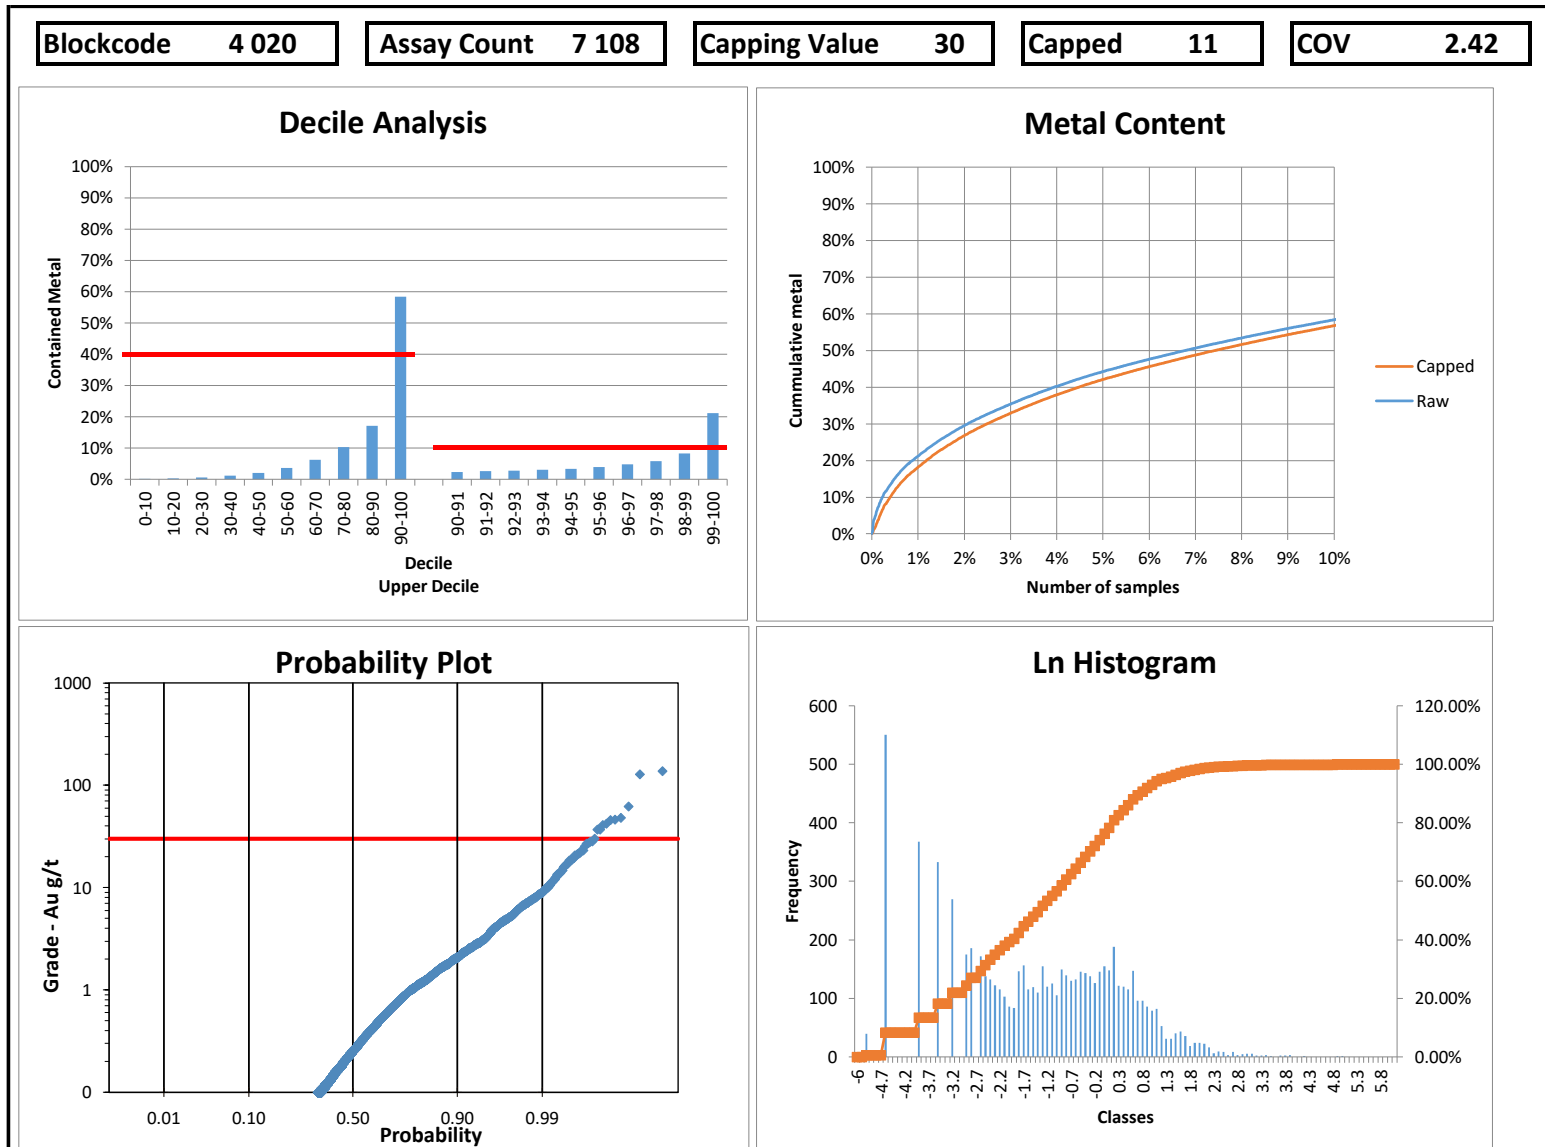 Blockcode 4 020 Assay Count 7 108 Capping Value 30 Capped 11 COV 2.42
Decile Analysis
100%
90%
80%
70%
60%
50%
40%
30%
20%
10%
0%
Contained Metal
0-10 10-20 20-30 30-40 40-50 50-60 60-70 70-80 80-90 90-100 90-91 91-92 92-93 93-94 94-95 95-96 96-97 97-98 98-99 99-100
Decile
Upper Decile
Metal Content
100%
90%
80%
70%
60%
50%
40%
30%
20%
10%
0%
Cummulative metal
0% 1% 2% 3% 4% 5% 6% 7% 8% 9% 10%
Number of samples
Capped
Raw
Probability Plot
1000
100
10
1
0
Grade - Au g/t
0.01 0.10 0.50 0.90 0.99
Probability
Ln Histogram
600
500
400
300
200
100
0
Frequency
120.00%
100.00%
80.00%
60.00%
40.00%
20.00%
0.00%
-6 -4.7 -4.2 -3.7 -3.2 -2.7 -2.2 -1.7 -1.2 -0.7 -0.2 0.3 0.8 1.3 1.8 2.3 2.8 3.3 3.8 4.3 4.8 5.3 5.8
Classes